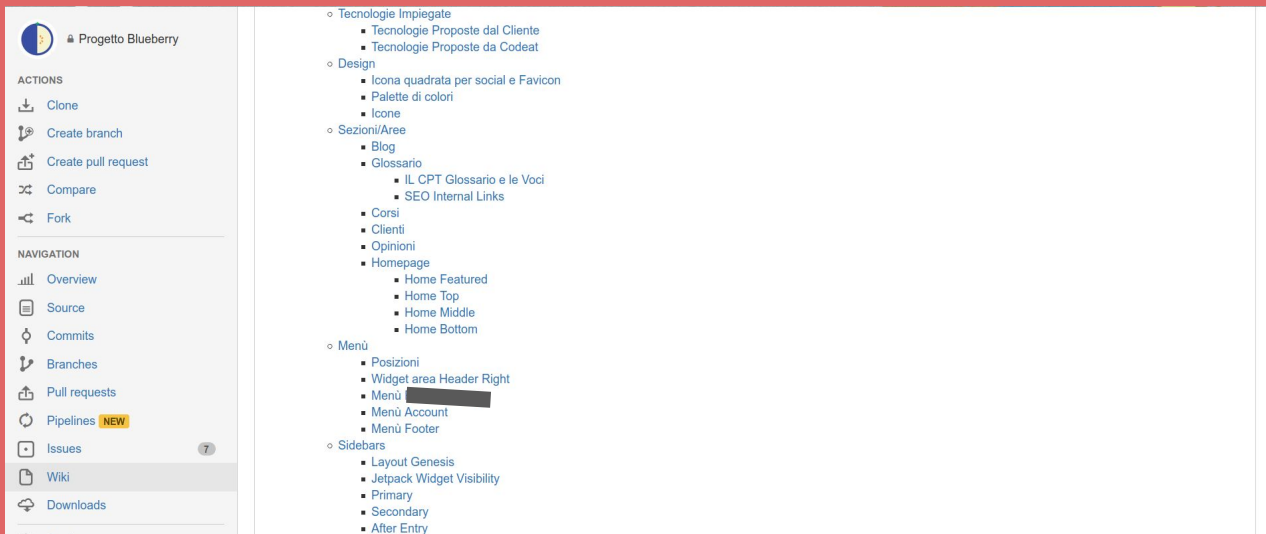 Progetto Blueberry
ACTIONS
Clone
Create branch
Create pull request
Compare
Fork
NAVIGATION
Overview
Source
Commits
Branches
Pull requests
Pipelines NEW
Issues 7
Wiki
Downloads
Tecnologie Impiegate
Tecnologie Proposte dal Cliente
Tecnologie Proposte da Codeat
Design
Icona quadrata per social e Favicon
Palette di colori
Icone
Sezioni/Aree
Blog
Glossario
IL CPT Glossario e le Voci
SEO Internal Links
Corsi
Clienti
Opinioni
Homepage
Home Featured
Home Top
Home Middle
Home Bottom
Menù
Posizioni
Widget area Header Right
Menù
Menù Account
Menù Footer
Sidebars
Layout Genesis
Jetpack Widget Visibility
Primary
Secondary
After Entry